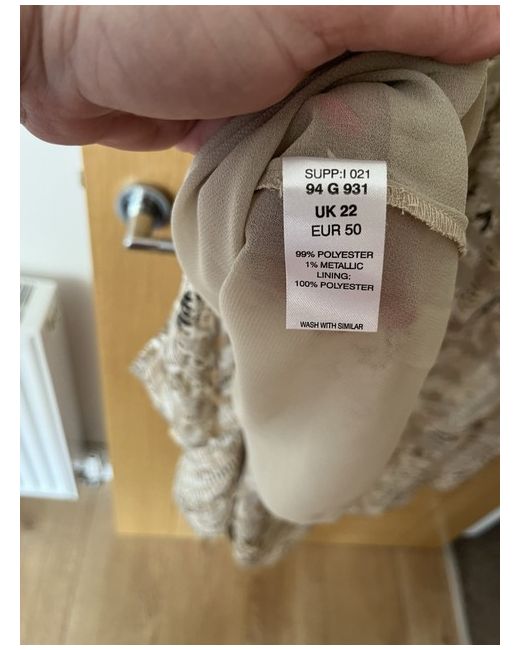 SUPP:I 021
94 G 931
UK 22
EUR 50
99% POLYESTER
1% METALLIC
LINING:
100% POLYESTER
WASH WITH SIMILAR